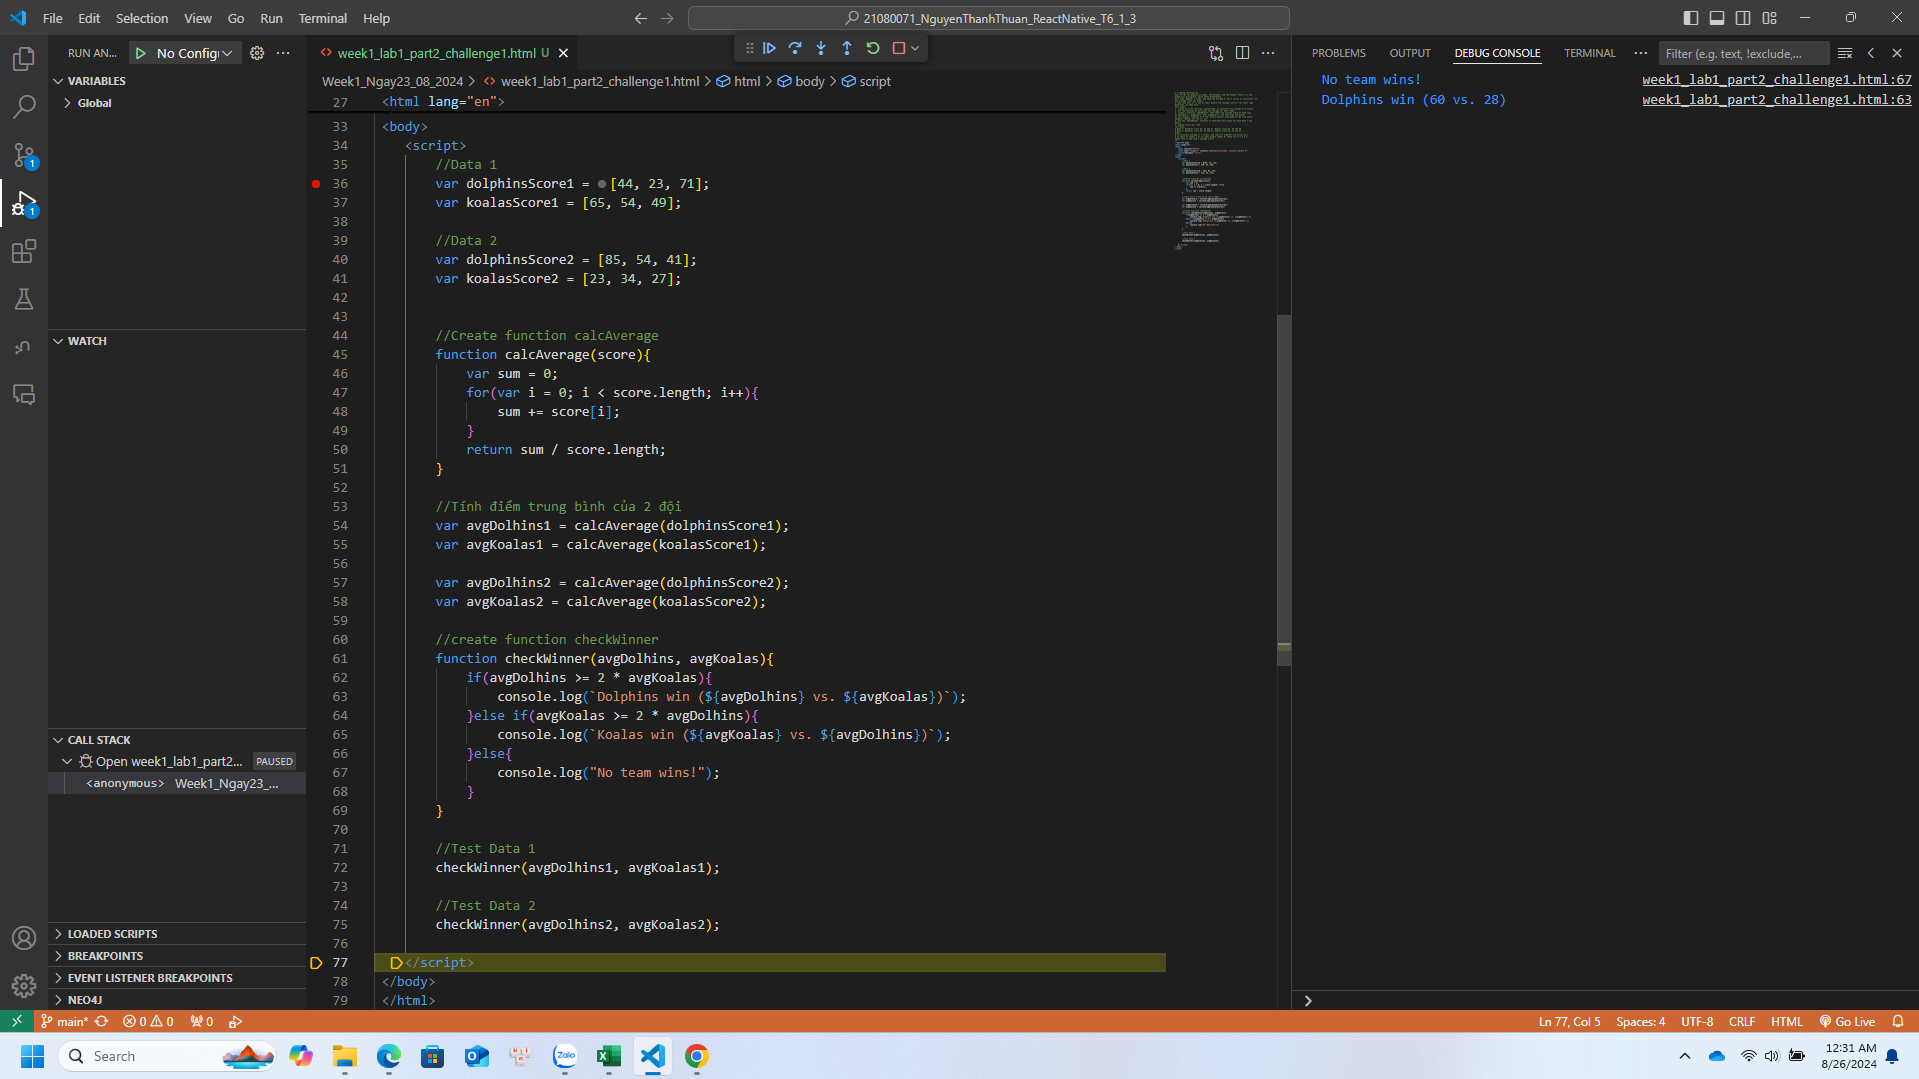 File Edit Selection View Go Run Terminal Help
21080071_NguyenThanhThuan_ReactNative_T6_1_3
RUN AN... No Config
week1_lab1_part2_challenge1.html U
PROBLEMS OUTPUT DEBUG CONSOLE TERMINAL
Filter (e.g. text, !exclude,...
VARIABLES
Global
Week1_Ngay23_08_2024 > week1_lab1_part2_challenge1.html > html > body > script
No team wins! week1_lab1_part2_challenge1.html:67
Dolphins win (60 vs. 28) week1_lab1_part2_challenge1.html:63
27 <html lang="en">
33 <body>
34 <script>
35 //Data 1
36 var dolphinsScore1 = [44, 23, 71];
37 var koalasScore1 = [65, 54, 49];
38
39 //Data 2
40 var dolphinsScore2 = [85, 54, 41];
41 var koalasScore2 = [23, 34, 27];
42
43
44 //Create function calcAverage
45 function calcAverage(score){
46 var sum = 0;
47 for(var i = 0; i < score.length; i++){
48 sum += score[i];
49 }
50 return sum / score.length;
51 }
52
53 //Tính điểm trung bình của 2 đội
54 var avgDolhins1 = calcAverage(dolphinsScore1);
55 var avgKoalas1 = calcAverage(koalasScore1);
56
57 var avgDolhins2 = calcAverage(dolphinsScore2);
58 var avgKoalas2 = calcAverage(koalasScore2);
59
60 //create function checkWinner
61 function checkWinner(avgDolhins, avgKoalas){
62 if(avgDolhins >= 2 * avgKoalas){
63 console.log(`Dolphins win (${avgDolhins} vs. ${avgKoalas})`);
64 }else if(avgKoalas >= 2 * avgDolhins){
65 console.log(`Koalas win (${avgKoalas} vs. ${avgDolhins})`);
66 }else{
67 console.log("No team wins!");
68 }
69 }
70
71 //Test Data 1
72 checkWinner(avgDolhins1, avgKoalas1);
73
74 //Test Data 2
75 checkWinner(avgDolhins2, avgKoalas2);
76
77 </script>
78 </body>
79 </html>
WATCH
CALL STACK
Open week1_lab1_part2... PAUSED
<anonymous> Week1_Ngay23_...
LOADED SCRIPTS
BREAKPOINTS
EVENT LISTENER BREAKPOINTS
NEO4J
1
1
main* 0 0 0
Ln 77, Col 5 Spaces: 4 UTF-8 CRLF HTML Go Live
Search
Zalo
12:31 AM
8/26/2024